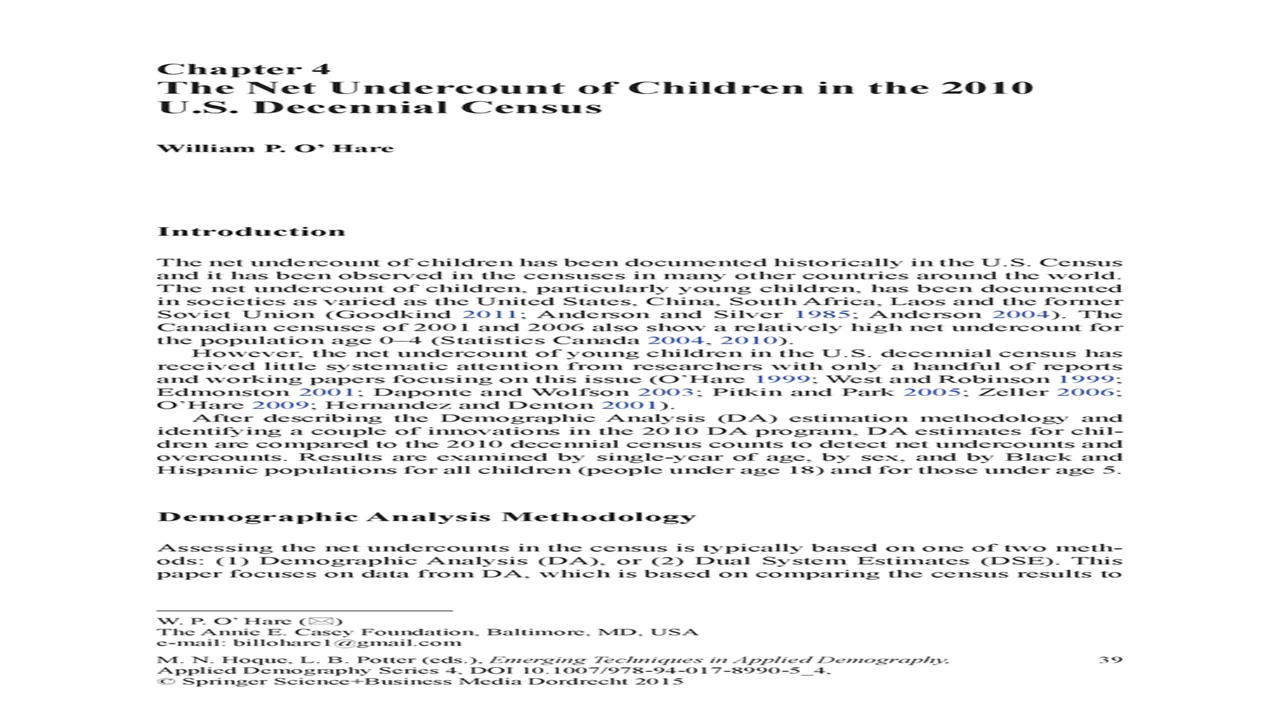 Chapter 4
The Net Undercount of Children in the 2010
U.S. Decennial Census
William P. O’ Hare
Introduction
The net undercount of children has been documented historically in the U.S. Census
and it has been observed in the censuses in many other countries around the world.
The net undercount of children, particularly young children, has been documented
in societies as varied as the United States, China, South Africa, Laos and the former
Soviet Union (Goodkind 2011; Anderson and Silver 1985; Anderson 2004). The
Canadian censuses of 2001 and 2006 also show a relatively high net undercount for
the population age 0–4 (Statistics Canada 2004, 2010).
However, the net undercount of young children in the U.S. decennial census has
received little systematic attention from researchers with only a handful of reports
and working papers focusing on this issue (O’Hare 1999; West and Robinson 1999;
Edmonston 2001; Daponte and Wolfson 2003; Pitkin and Park 2005; Zeller 2006;
O’Hare 2009; Hernandez and Denton 2001).
After describing the Demographic Analysis (DA) estimation methodology and
identifying a couple of innovations in the 2010 DA program, DA estimates for chil-
dren are compared to the 2010 decennial census counts to detect net undercounts and
overcounts. Results are examined by single-year of age, by sex, and by Black and
Hispanic populations for all children (people under age 18) and for those under age 5.
Demographic Analysis Methodology
Assessing the net undercounts in the census is typically based on one of two meth-
ods: (1) Demographic Analysis (DA), or (2) Dual System Estimates (DSE). This
paper focuses on data from DA, which is based on comparing the census results to
W. P. O’ Hare (✉)
The Annie E. Casey Foundation, Baltimore, MD, USA
e-mail: billohare1@gmail.com
M. N. Hoque, L. B. Potter (eds.), Emerging Techniques in Applied Demography, 39
Applied Demography Series 4, DOI 10.1007/978-94-017-8990-5_4,
© Springer Science+Business Media Dordrecht 2015